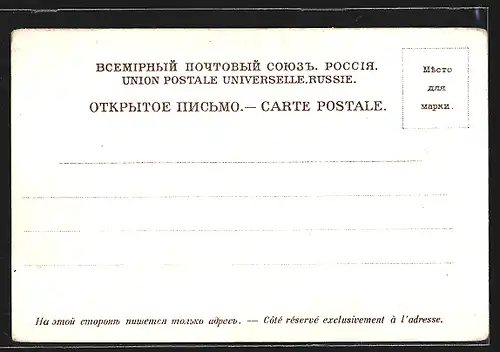 ВСЕМІРНЫЙ ПОЧТОВЫЙ СОЮЗЪ. РОССІЯ.
UNION POSTALE UNIVERSELLE.RUSSIE.
ОТКРЫТОЕ ПИСЬМО.— CARTE POSTALE.
Мѣсто
для
марки.
На этой сторонѣ пишется только адресъ. — Côté réservé exclusivement à l'adresse.